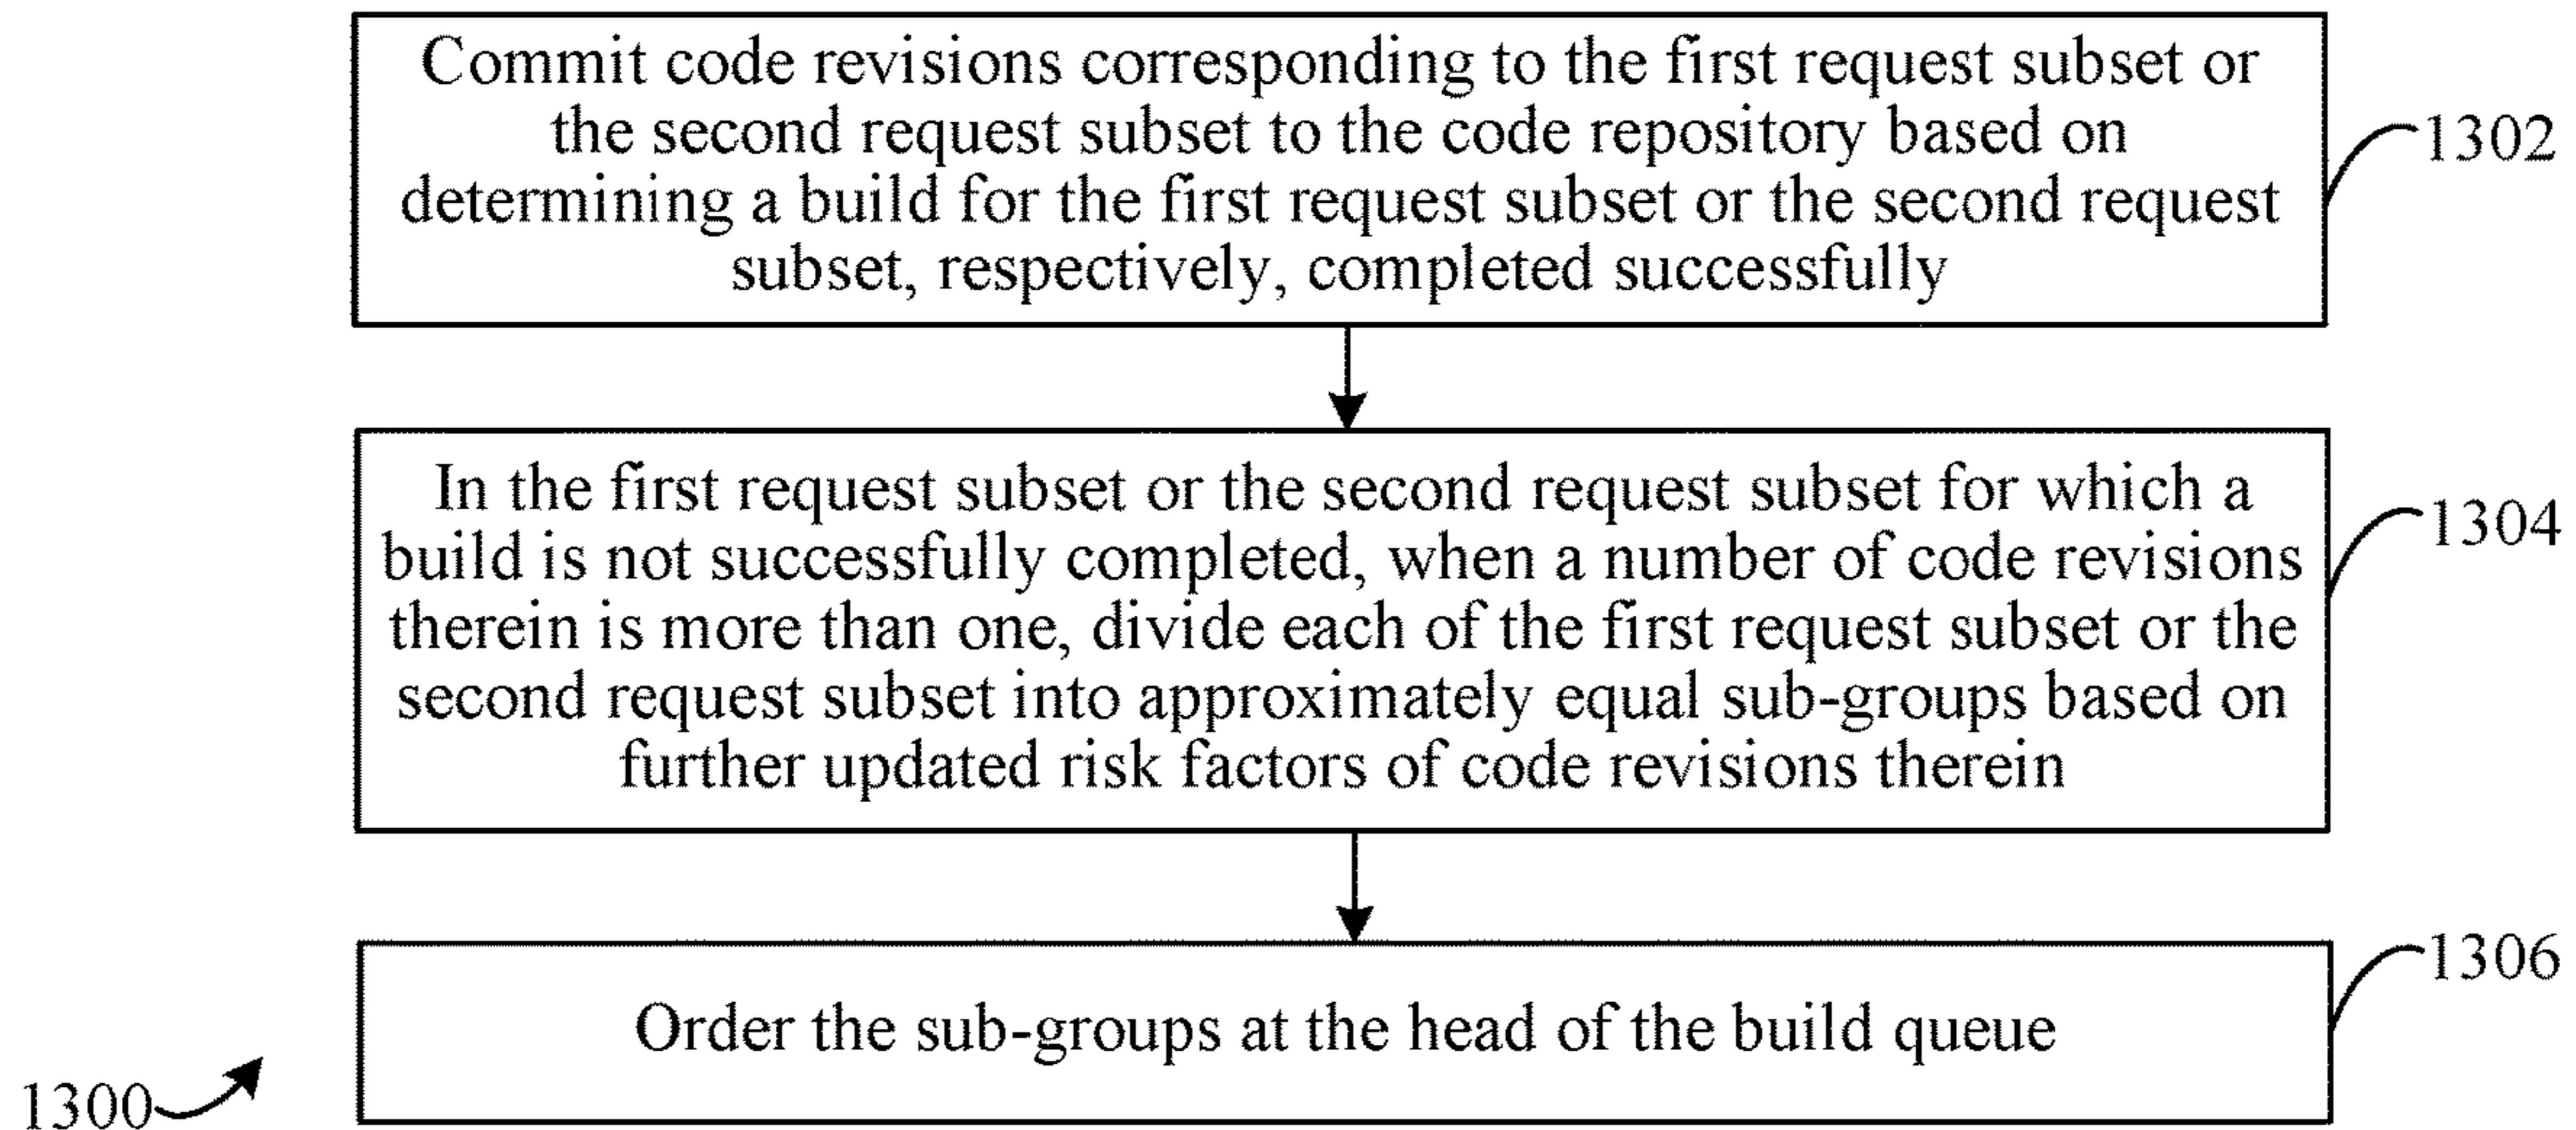 Commit code revisions corresponding to the first request subset or
the second request subset to the code repository based on
determining a build for the first request subset or the second request
subset, respectively, completed successfully
1302
In the first request subset or the second request subset for which a
build is not successfully completed, when a number of code revisions
therein is more than one, divide each of the first request subset or the
second request subset into approximately equal sub-groups based on
further updated risk factors of code revisions therein
1304
Order the sub-groups at the head of the build queue
1306
1300